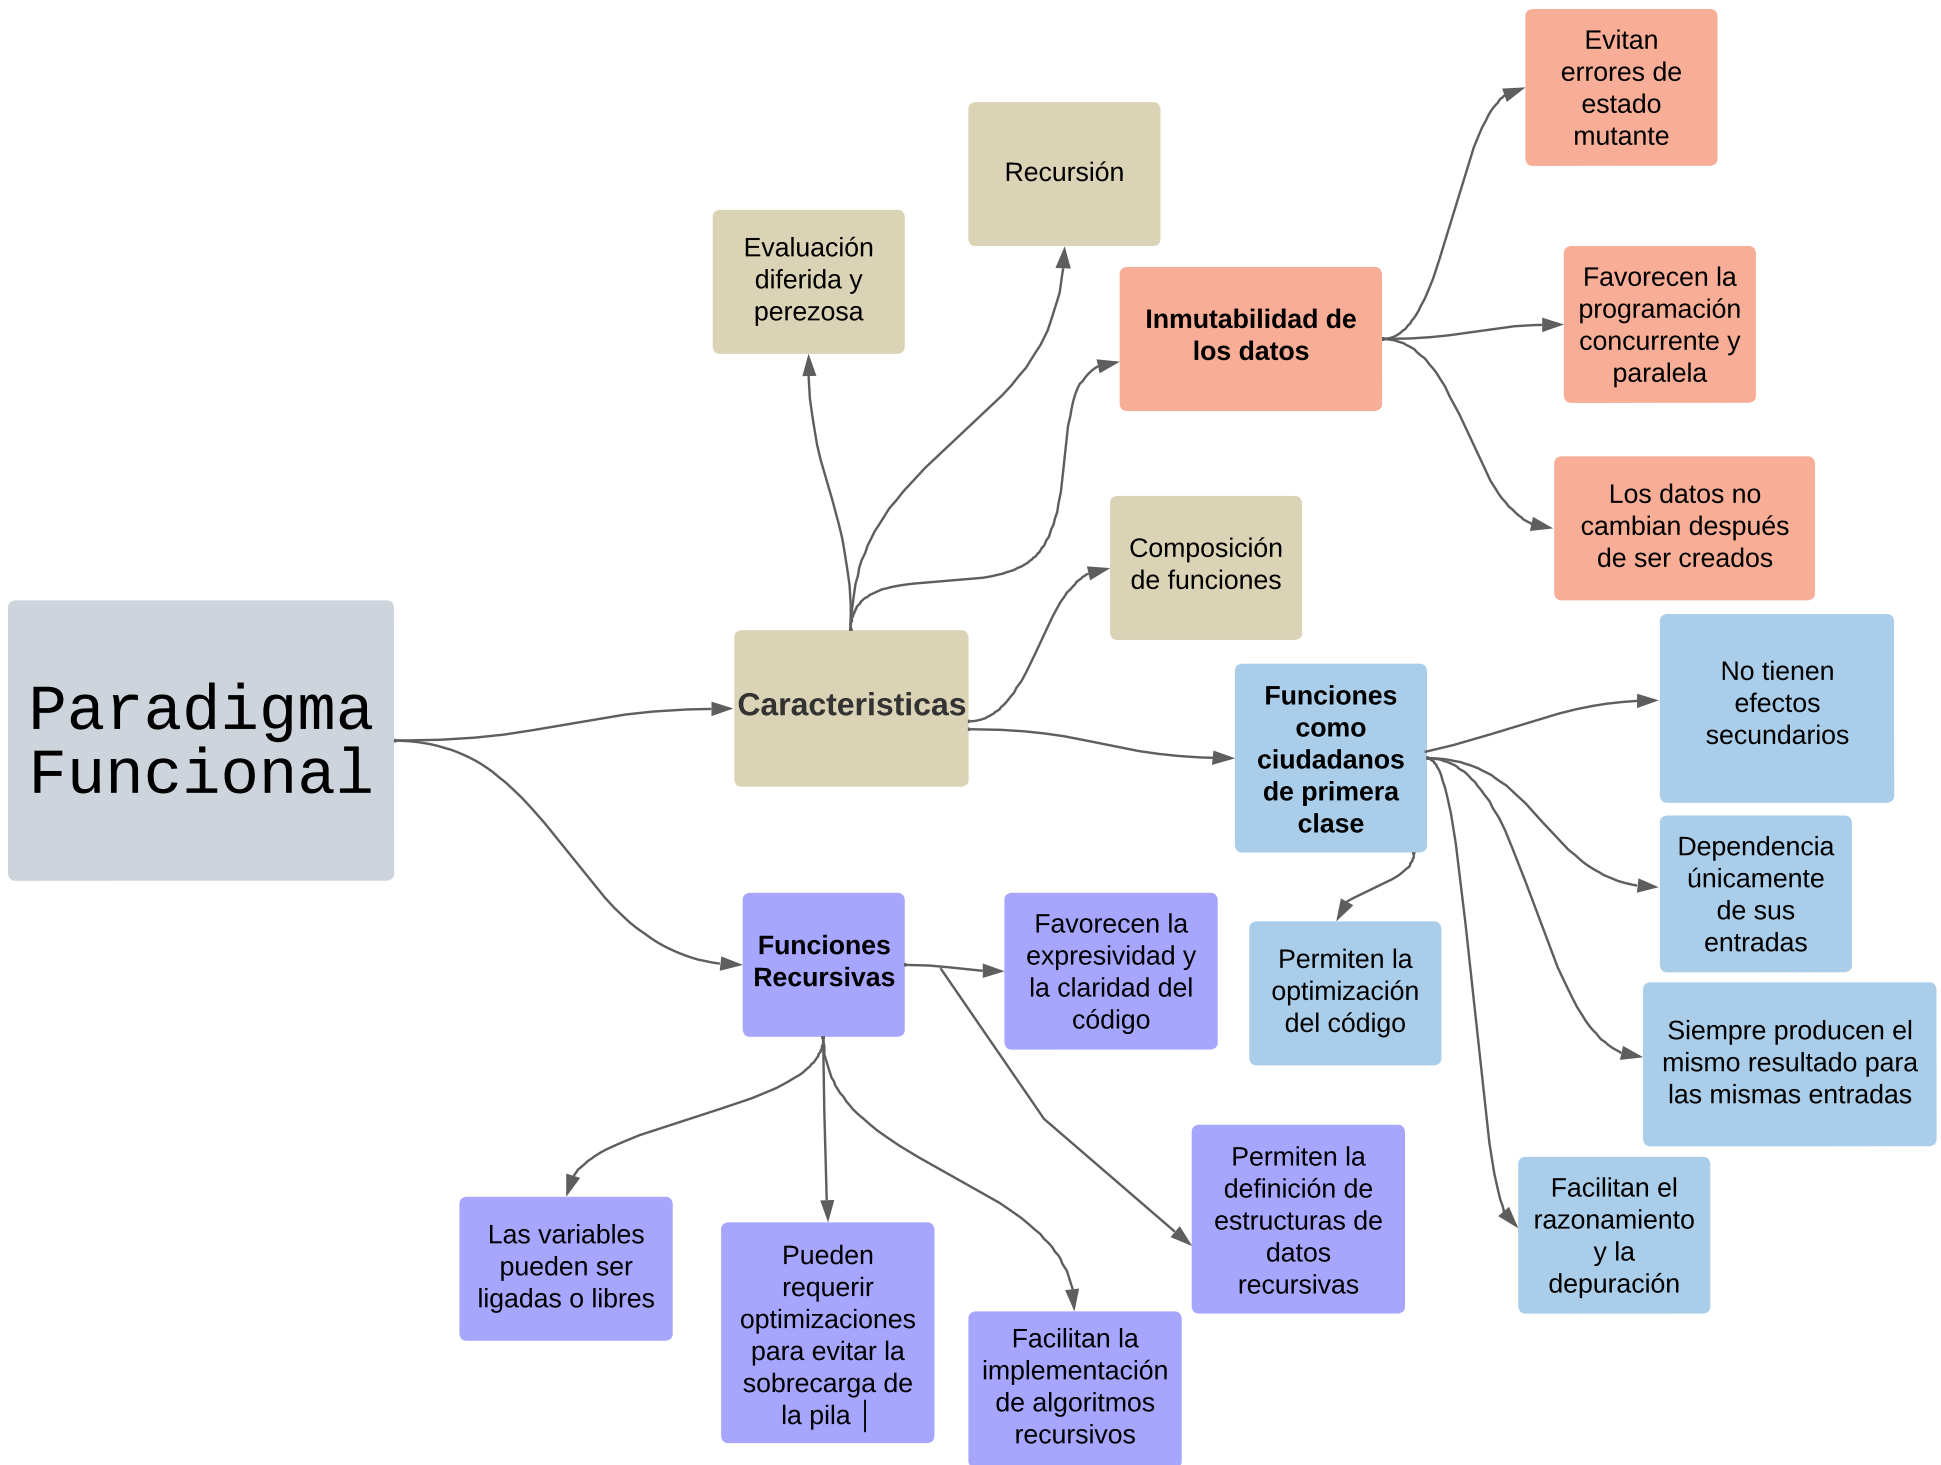 Paradigma
Funcional
Caracteristicas
Evaluación
diferida y
perezosa
Recursión
Inmutabilidad de
los datos
Evitan
errores de
estado
mutante
Favorecen la
programación
concurrente y
paralela
Los datos no
cambian después
de ser creados
Composición
de funciones
Funciones
como
ciudadanos
de primera
clase
No tienen
efectos
secundarios
Dependencia
únicamente
de sus
entradas
Siempre producen el
mismo resultado para
las mismas entradas
Facilitan el
razonamiento
y la
depuración
Permiten la
optimización
del código
Funciones
Recursivas
Favorecen la
expresividad y
la claridad del
código
Permiten la
definición de
estructuras de
datos
recursivas
Las variables
pueden ser
ligadas o libres
Pueden
requerir
optimizaciones
para evitar la
sobrecarga de
la pila
Facilitan la
implementación
de algoritmos
recursivos